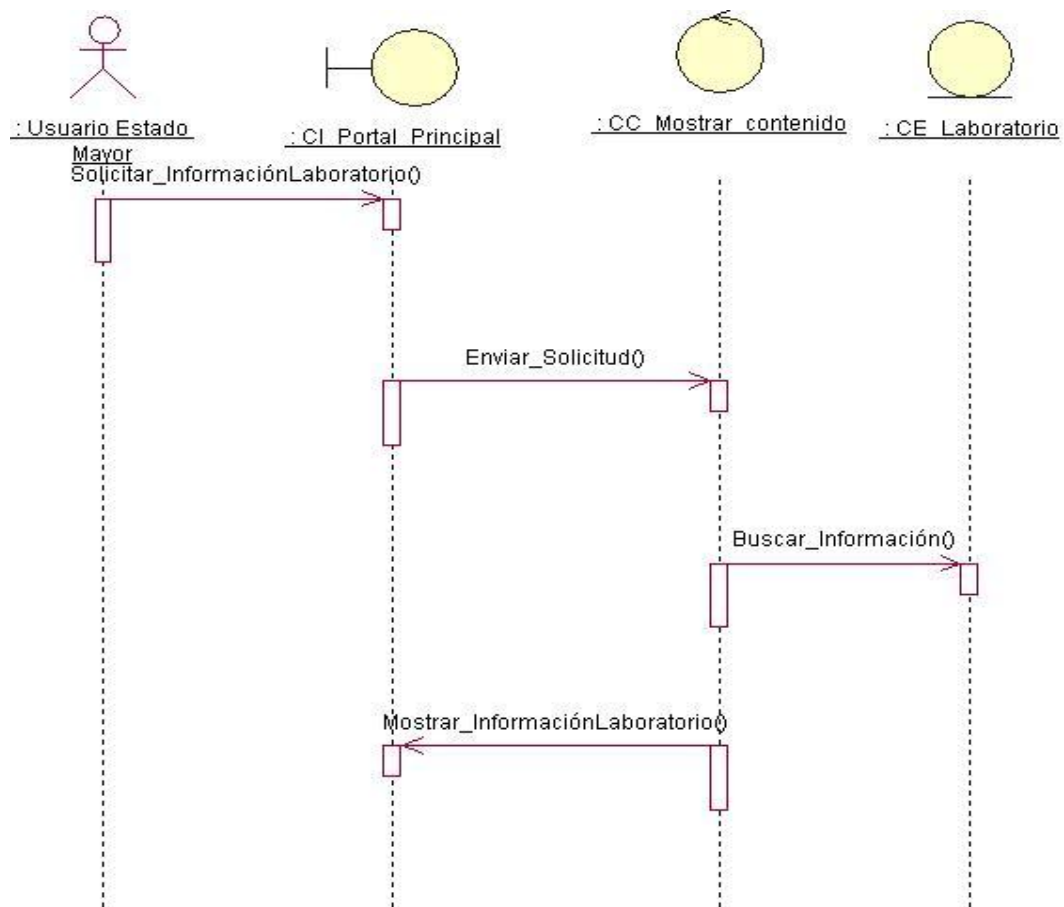 : Usuario Estado
Mayor
: CI_Portal_Principal
: CC_Mostrar_contenido
: CE_Laboratorio
Solicitar_InformaciónLaboratorio()
Enviar_Solicitud()
Buscar_Información()
Mostrar_InformaciónLaboratorio()